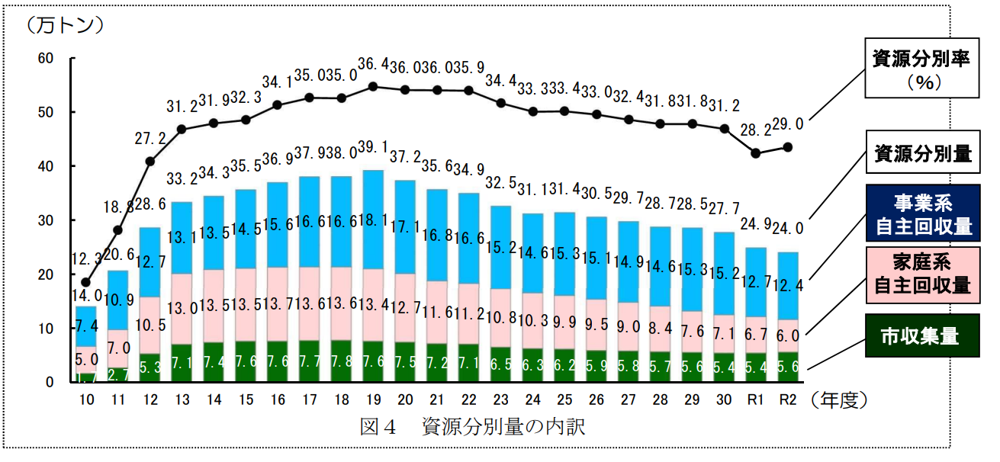 （万トン）
60
50
40
30
20
10
0
12.3 18.8 27.2 31.2 31.9 32.3 34.1 35.0 35.0 36.4 36.0 36.0 35.9 34.4 33.3 33.4 33.0 32.4 31.8 31.8 31.2 28.2 29.0
14.0 20.6 28.6 33.2 34.3 35.5 36.9 37.9 38.0 39.1 37.2 35.6 34.9 32.5 31.1 31.4 30.5 29.7 28.7 28.5 27.7 24.9 24.0
7.4 10.9 12.7 13.1 13.5 14.5 15.6 16.6 16.6 18.1 17.1 16.8 16.6 15.2 14.6 15.3 15.1 14.9 14.6 15.3 15.2 12.7 12.4
5.0 7.0 10.5 13.0 13.5 13.5 13.7 13.6 13.6 13.4 12.7 11.6 11.2 10.8 10.3 9.9 9.5 9.0 8.4 7.6 7.1 6.7 6.0
1.7 2.7 5.3 7.1 7.4 7.6 7.6 7.7 7.8 7.6 7.5 7.2 7.1 6.5 6.3 6.2 5.9 5.8 5.7 5.6 5.4 5.4 5.6
10 11 12 13 14 15 16 17 18 19 20 21 22 23 24 25 26 27 28 29 30 R1 R2 （年度）
資源分別率
（％）
資源分別量
事業系
自主回収量
家庭系
自主回収量
市収集量
図４　資源分別量の内訳